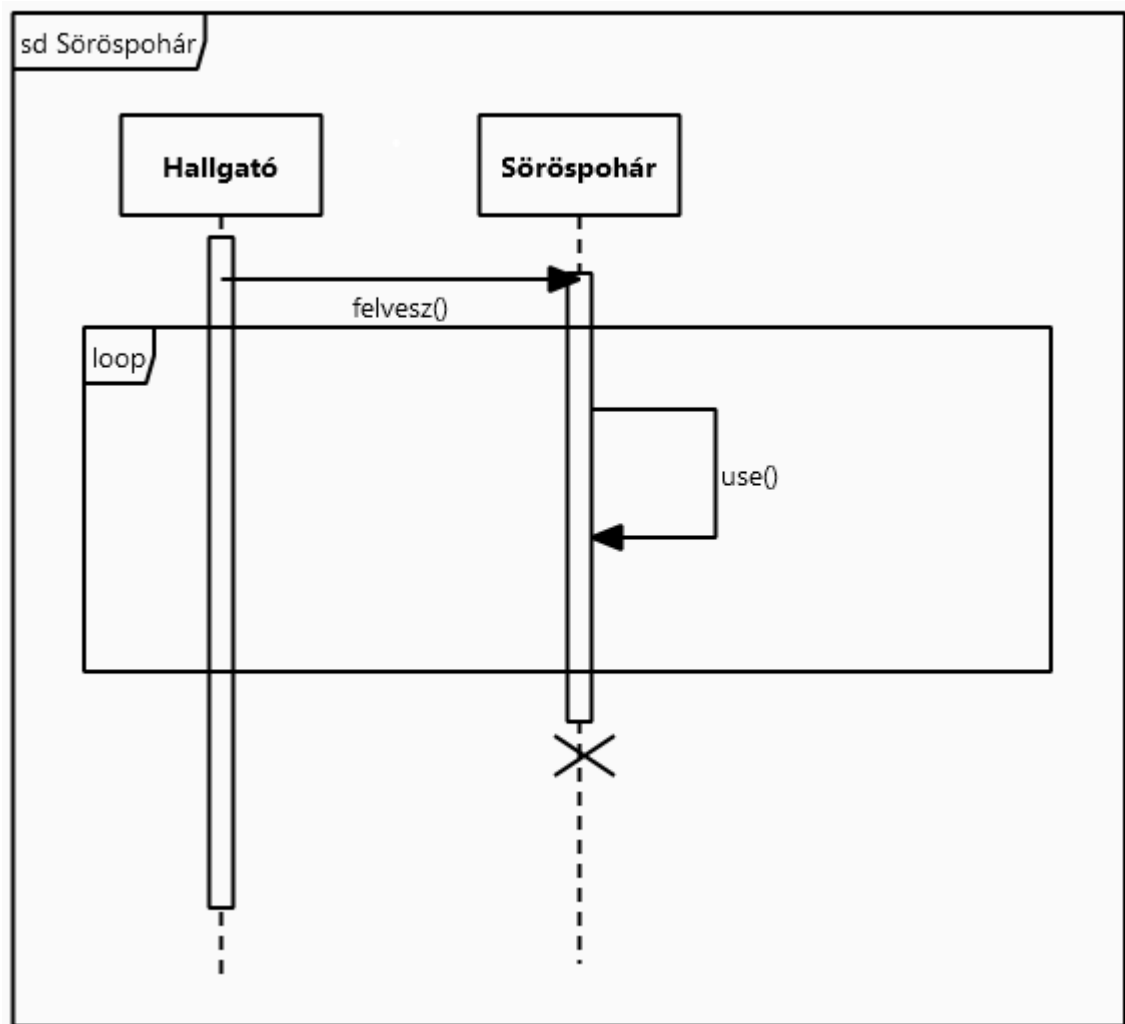 sd Söröspohár
Hallgató
Söröspohár
felvesz()
loop
use()